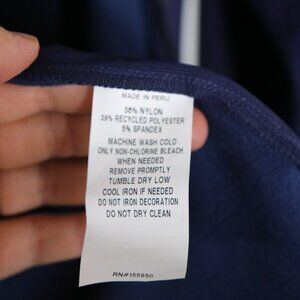 MADE IN PERU
56% NYLON
39% RECYCLED POLYESTER
5% SPANDEX
MACHINE WASH COLD
ONLY NON-CHLORINE BLEACH
WHEN NEEDED
REMOVE PROMPTLY
TUMBLE DRY LOW
COOL IRON IF NEEDED
DO NOT IRON DECORATION
DO NOT DRY CLEAN
RN#155950